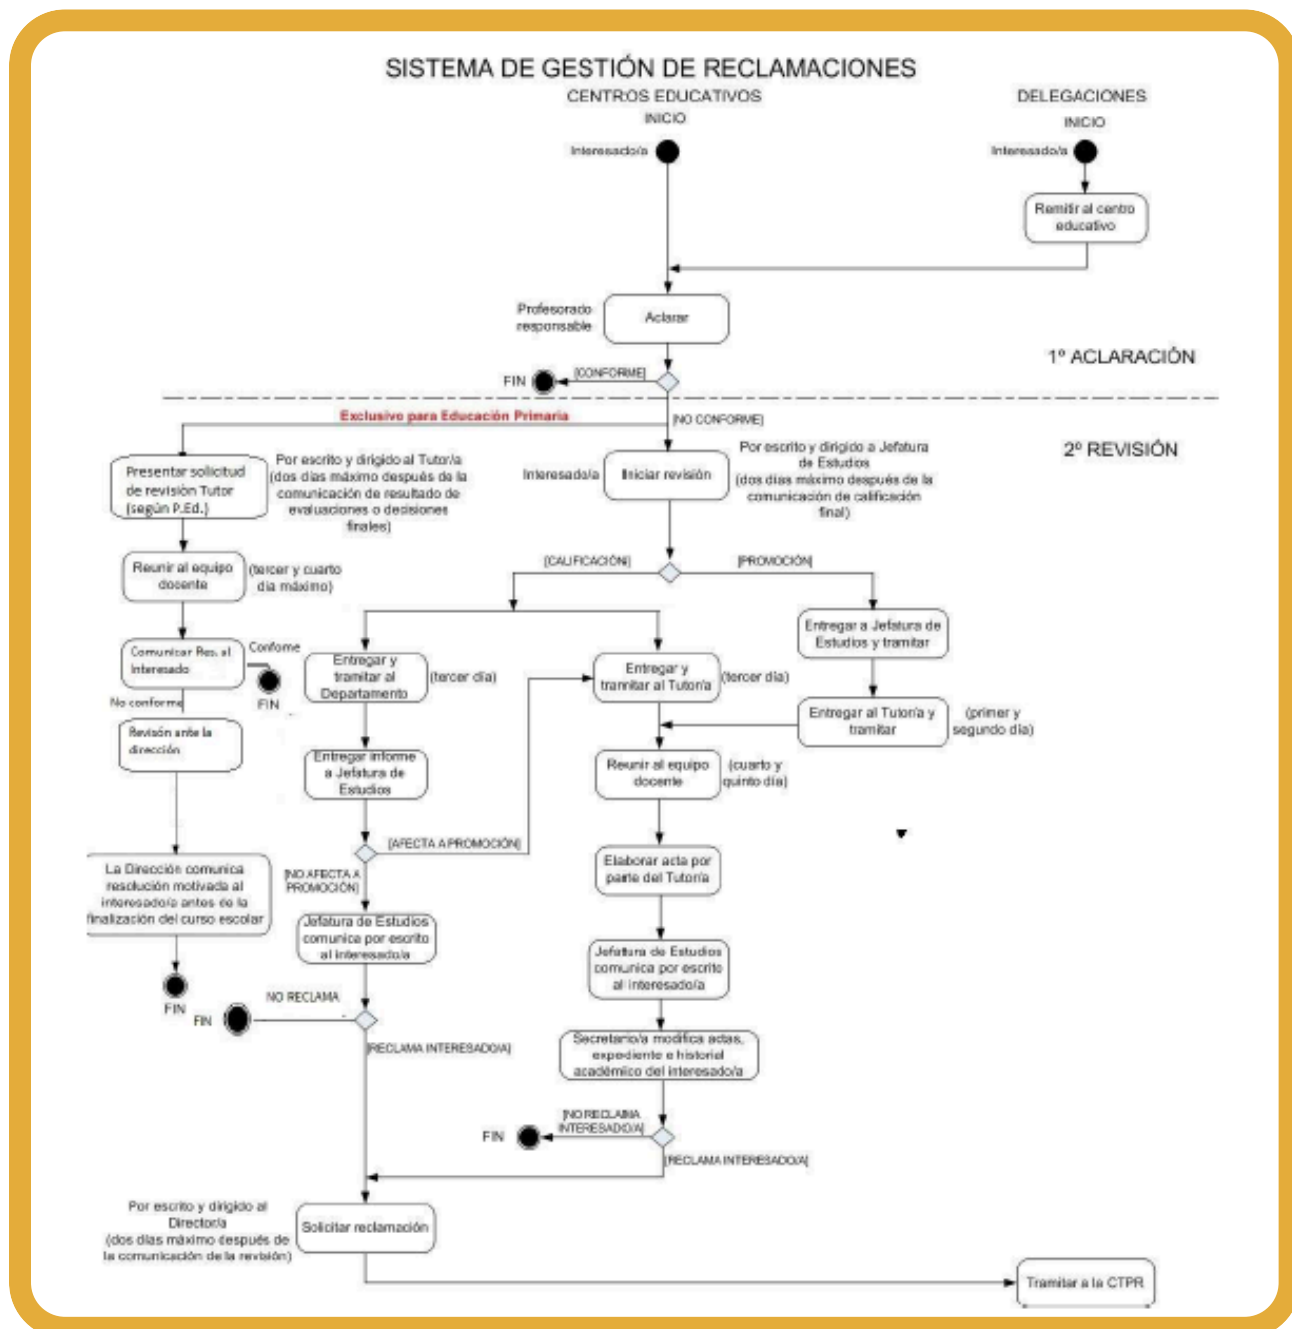 SISTEMA DE GESTIÓN DE RECLAMACIONES
CENTROS EDUCATIVOS
DELEGACIONES
INICIO
INICIO
Interesado/a
Interesado/a
Remitir al centro
educativo
Profesorado
responsable
Aclarar
1º ACLARACIÓN
FIN
[CONFORME]
Exclusivo para Educación Primaria
[NO CONFORME]
2º REVISIÓN
Presentar solicitud
de revisión Tutor
(según P.Ed.)
Por escrito y dirigido al Tutor/a
(dos días máximo después de la
comunicación de resultado de
evaluaciones o decisiones
finales)
Interesado/a
Iniciar revisión
Por escrito y dirigido a Jefatura
de Estudios
(dos días máximo después de la
comunicación de calificación
final)
Reunir al equipo
docente
(tercer y cuarto
día máximo)
[CALIFICACIÓN]
[PROMOCIÓN]
Comunicar Res. al
Interesado
Confome
FIN
Entregar y
tramitar al
Departamento
(tercer día)
Entregar y
tramitar al Tutor/a
(tercer día)
Entregar a Jefatura de
Estudios y tramitar
No conforme
Revisón ante la
dirección
Entregar al Tutor/a y
tramitar
(primer y
segundo día)
Entregar informe
a Jefatura de
Estudios
Reunir al equipo
docente
(cuarto y
quinto día)
[AFECTA A PROMOCIÓN]
[NO AFECTA A
PROMOCIÓN]
La Dirección comunica
resolución motivada al
interesado/a antes de la
finalización del curso escolar
Elaborar acta por
parte del Tutor/a
Jefatura de Estudios
comunica por escrito
al interesado/a
Jefatura de Estudios
comunica por escrito
al interesado/a
FIN
NO RECLAMA
FIN
[RECLAMA INTERESADO/A]
Secretario/a modifica actas,
expediente e historial
académico del interesado/a
[NO RECLAMA
INTERESADO/A]
FIN
[RECLAMA INTERESADO/A]
Por escrito y dirigido al
Director/a
(dos días máximo después de
la comunicación de la revisión)
Solicitar reclamación
Tramitar a la CTPR